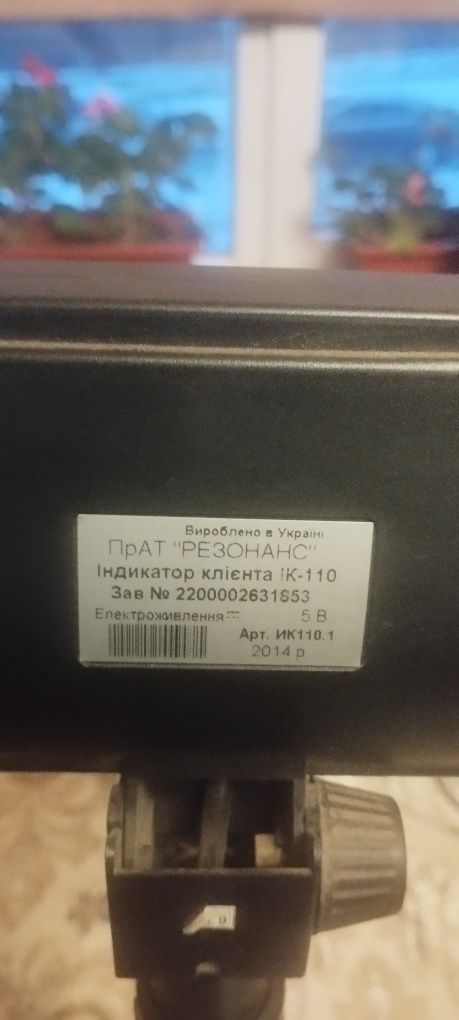 Вироблено в Україні
ПрАТ "РЕЗОНАНС"
Індикатор клієнта ІК-110
Зав № 2200002631853
Електроживлення 5 В
Арт. ИК110.1
2014 р